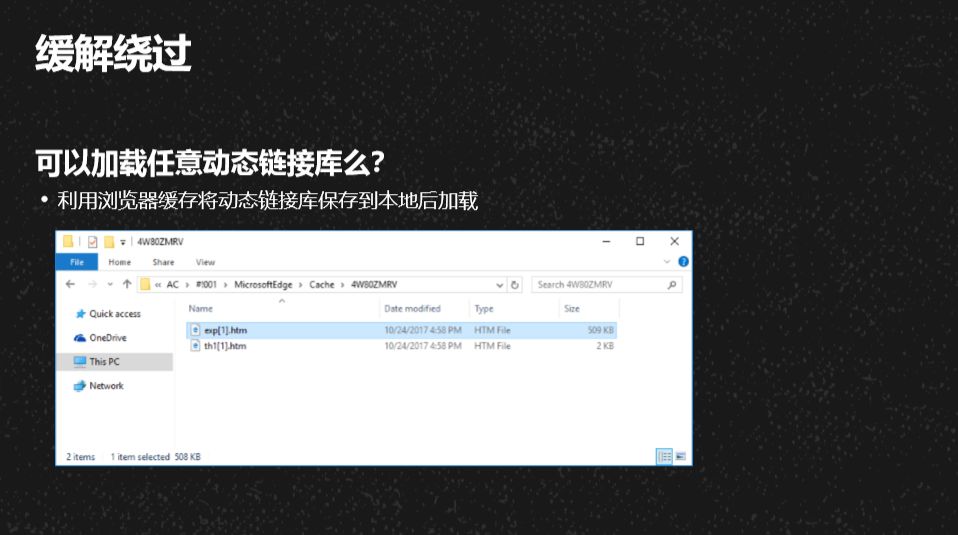 缓解绕过
可以加载任意动态链接库么?
• 利用浏览器缓存将动态链接库保存到本地后加载
4W80ZMRV
File Home Share View
« AC › #!001 › MicrosoftEdge › Cache › 4W80ZMRV
Search 4W80ZMRV
Name Date modified Type Size
Quick access
exp[1].htm 10/24/2017 4:58 PM HTM File 509 KB
OneDrive
th1[1].htm 10/24/2017 4:58 PM HTM File 2 KB
This PC
Network
2 items 1 item selected 508 KB